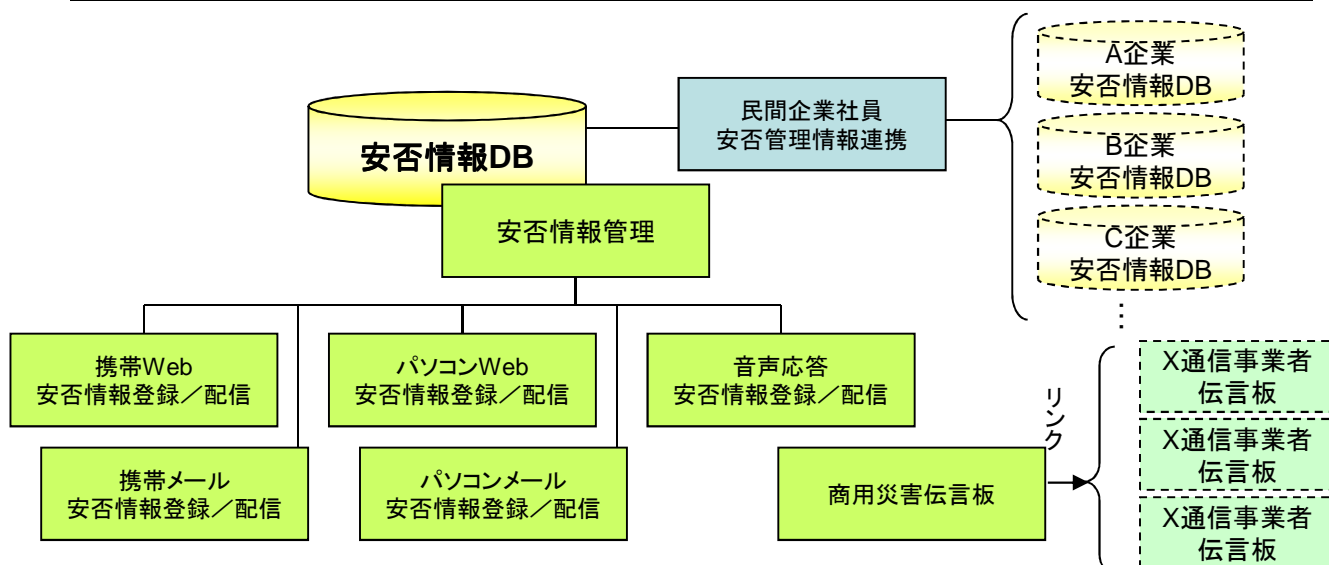 A企業
安否情報DB
民間企業社員
安否管理情報連携
安否情報DB
B企業
安否情報DB
安否情報管理
C企業
安否情報DB
⋮
携帯Web
安否情報登録／配信
パソコンWeb
安否情報登録／配信
音声応答
安否情報登録／配信
リンク
X通信事業者
伝言板
携帯メール
安否情報登録／配信
パソコンメール
安否情報登録／配信
商用災害伝言板
X通信事業者
伝言板
X通信事業者
伝言板